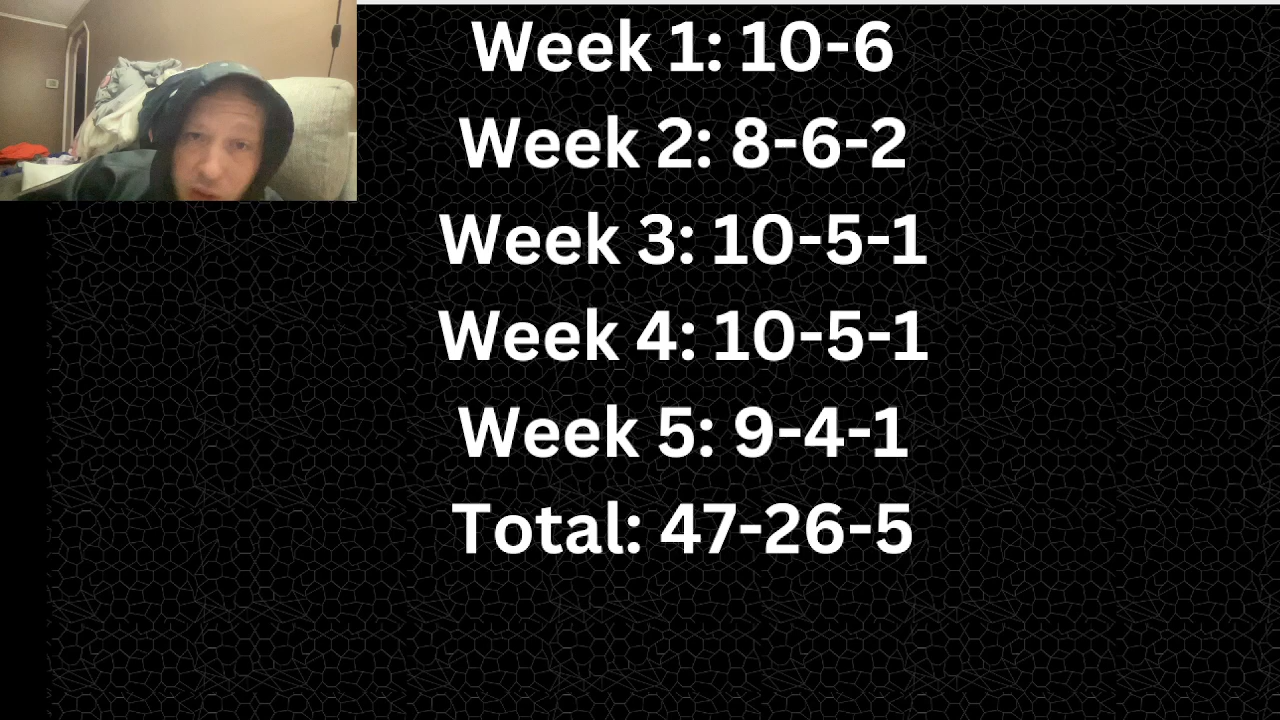 Week 1: 10-6
Week 2: 8-6-2
Week 3: 10-5-1
Week 4: 10-5-1
Week 5: 9-4-1
Total: 47-26-5